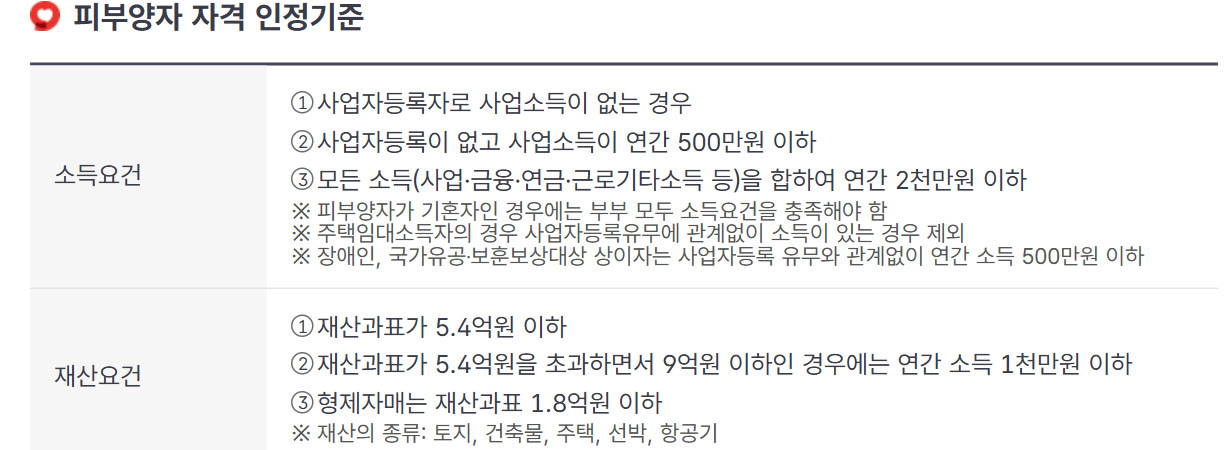 피부양자 자격 인정기준
소득요건
①사업자등록자로 사업소득이 없는 경우
②사업자등록이 없고 사업소득이 연간 500만원 이하
③모든 소득(사업·금융·연금·근로기타소득 등)을 합하여 연간 2천만원 이하
※ 피부양자가 기혼자인 경우에는 부부 모두 소득요건을 충족해야 함
※ 주택임대소득자의 경우 사업자등록유무에 관계없이 소득이 있는 경우 제외
※ 장애인, 국가유공·보훈보상대상 상이자는 사업자등록 유무와 관계없이 연간 소득 500만원 이하
재산요건
①재산과표가 5.4억원 이하
②재산과표가 5.4억원을 초과하면서 9억원 이하인 경우에는 연간 소득 1천만원 이하
③형제자매는 재산과표 1.8억원 이하
※ 재산의 종류: 토지, 건축물, 주택, 선박, 항공기